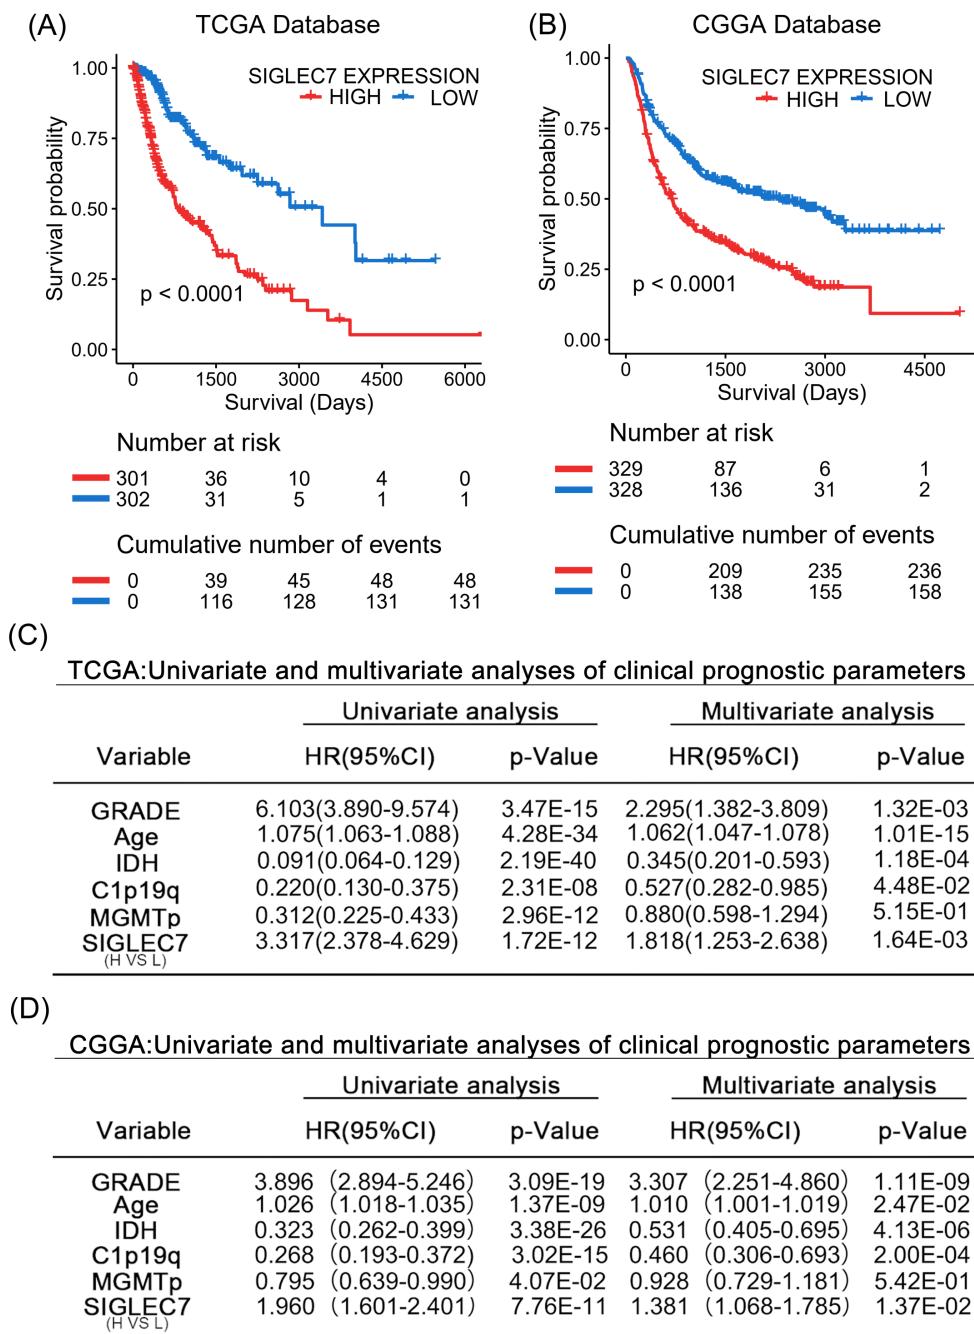 (A)
TCGA Database
SIGLEC7 EXPRESSION
HIGH LOW
Survival probability
1.00
0.75
0.50
0.25
0.00
p < 0.0001
0 1500 3000 4500 6000
Survival (Days)
Number at risk
301 36 10 4 0
302 31 5 1 1
Cumulative number of events
0 39 45 48 48
0 116 128 131 131
(B)
CGGA Database
SIGLEC7 EXPRESSION
HIGH LOW
Survival probability
1.00
0.75
0.50
0.25
0.00
p < 0.0001
0 1500 3000 4500
Survival (Days)
Number at risk
329 87 6 1
328 136 31 2
Cumulative number of events
0 209 235 236
0 138 155 158
(C)
TCGA:Univariate and multivariate analyses of clinical prognostic parameters
Univariate analysis Multivariate analysis
Variable HR(95%CI) p-Value HR(95%CI) p-Value
GRADE 6.103(3.890-9.574) 3.47E-15 2.295(1.382-3.809) 1.32E-03
Age 1.075(1.063-1.088) 4.28E-34 1.062(1.047-1.078) 1.01E-15
IDH 0.091(0.064-0.129) 2.19E-40 0.345(0.201-0.593) 1.18E-04
C1p19q 0.220(0.130-0.375) 2.31E-08 0.527(0.282-0.985) 4.48E-02
MGMTp 0.312(0.225-0.433) 2.96E-12 0.880(0.598-1.294) 5.15E-01
SIGLEC7 3.317(2.378-4.629) 1.72E-12 1.818(1.253-2.638) 1.64E-03
(H VS L)
(D)
CGGA:Univariate and multivariate analyses of clinical prognostic parameters
Univariate analysis Multivariate analysis
Variable HR(95%CI) p-Value HR(95%CI) p-Value
GRADE 3.896 (2.894-5.246) 3.09E-19 3.307 (2.251-4.860) 1.11E-09
Age 1.026 (1.018-1.035) 1.37E-09 1.010 (1.001-1.019) 2.47E-02
IDH 0.323 (0.262-0.399) 3.38E-26 0.531 (0.405-0.695) 4.13E-06
C1p19q 0.268 (0.193-0.372) 3.02E-15 0.460 (0.306-0.693) 2.00E-04
MGMTp 0.795 (0.639-0.990) 4.07E-02 0.928 (0.729-1.181) 5.42E-01
SIGLEC7 1.960 (1.601-2.401) 7.76E-11 1.381 (1.068-1.785) 1.37E-02
(H VS L)